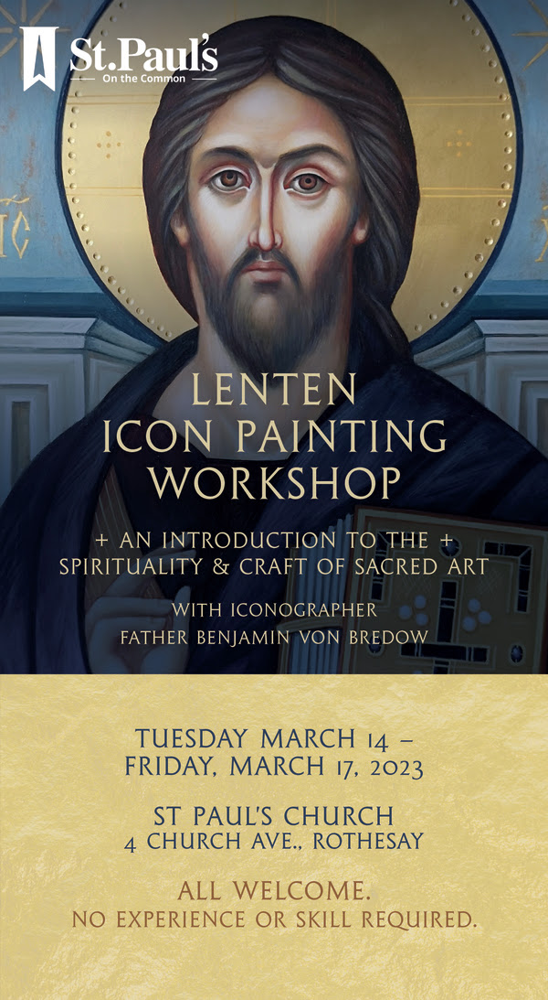 St.Paul's
On the Common
LENTEN
ICON PAINTING
WORKSHOP
+ AN INTRODUCTION TO THE +
SPIRITUALITY & CRAFT OF SACRED ART
WITH ICONOGRAPHER
FATHER BENJAMIN VON BREDOW
TUESDAY MARCH 14 –
FRIDAY, MARCH 17, 2023
ST PAUL'S CHURCH
4 CHURCH AVE., ROTHESAY
ALL WELCOME.
NO EXPERIENCE OR SKILL REQUIRED.